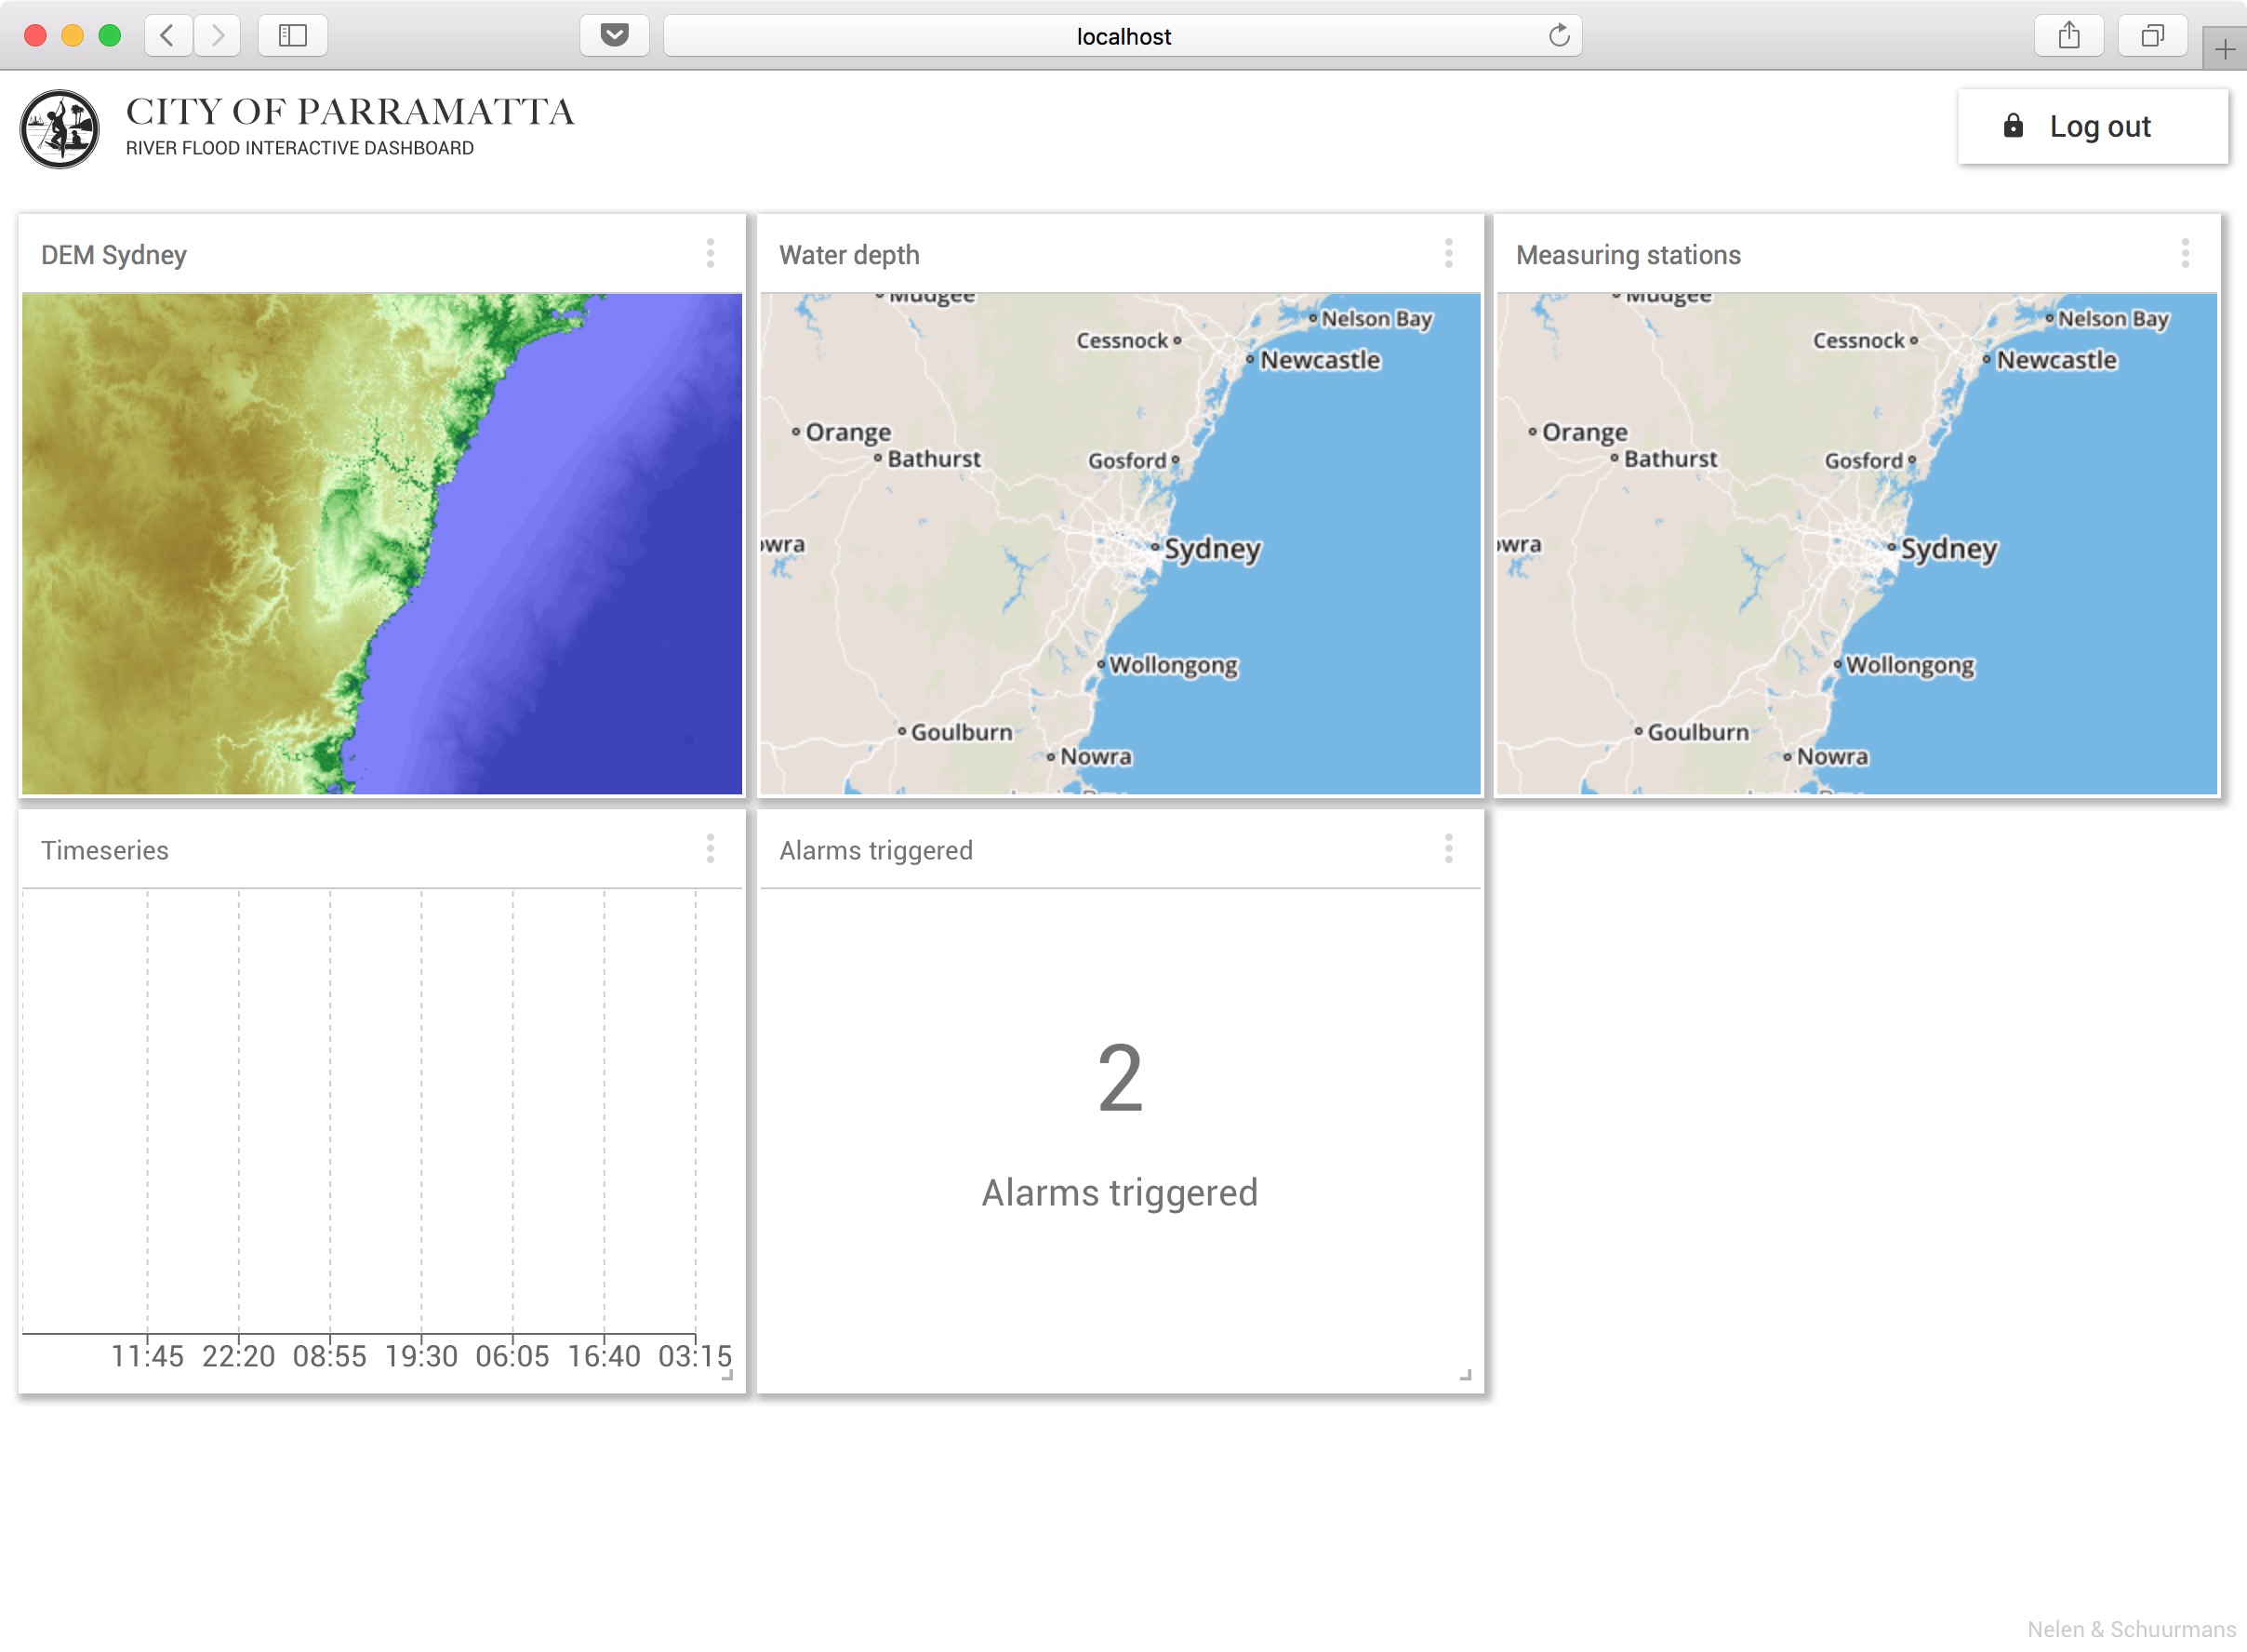 localhost
CITY OF PARRAMATTA
RIVER FLOOD INTERACTIVE DASHBOARD
Log out
DEM Sydney
Water depth
Mudgee
Nelson Bay
Cessnock
Newcastle
Orange
Bathurst
Gosford
owra
Sydney
Wollongong
Goulburn
Nowra
Measuring stations
Mudgee
Nelson Bay
Cessnock
Newcastle
Orange
Bathurst
Gosford
owra
Sydney
Wollongong
Goulburn
Nowra
Timeseries
11:45 22:20 08:55 19:30 06:05 16:40 03:15
Alarms triggered
2
Alarms triggered
Nelen & Schuurmans